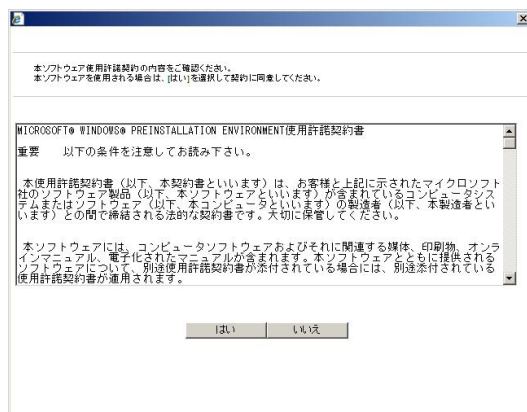 本ソフトウェア使用許諾契約の内容をご確認ください。
本ソフトウェアを使用される場合は、[はい]を選択して契約に同意してください。
MICROSOFT® WINDOWS® PREINSTALLATION ENVIRONMENT使用許諾契約書
重要　以下の条件を注意してお読み下さい。
本使用許諾契約書（以下、本契約書といいます）は、お客様と上記に示されたマイクロソフト
社のソフトウェア製品（以下、本ソフトウェアといいます）が含まれているコンピュータシス
テムまたはソフトウェア（以下、本コンピュータといいます）の製造者（以下、本製造者とい
います）との間で締結される法的な契約書です。大切に保管してください。
本ソフトウェアには、コンピュータソフトウェアおよびそれに関連する媒体、印刷物、オンラ
インマニュアル、電子化されたマニュアルが含まれます。本ソフトウェアとともに提供される
ソフトウェアについて、別途使用許諾契約書が添付されている場合には、別途添付されている
使用許諾契約書が適用されます。
はい
いいえ